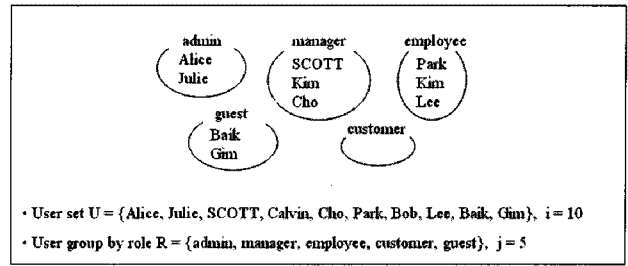 admin
Alice
Julie
manager
SCOTT
Kim
Cho
employee
Park
Kim
Lee
guest
Baik
Gim
customer
· User set U = {Alice, Julie, SCOTT, Calvin, Cho, Park, Bob, Lee, Baik, Gim}, i = 10
· User group by role R = {admin, manager, employee, customer, guest}, j = 5